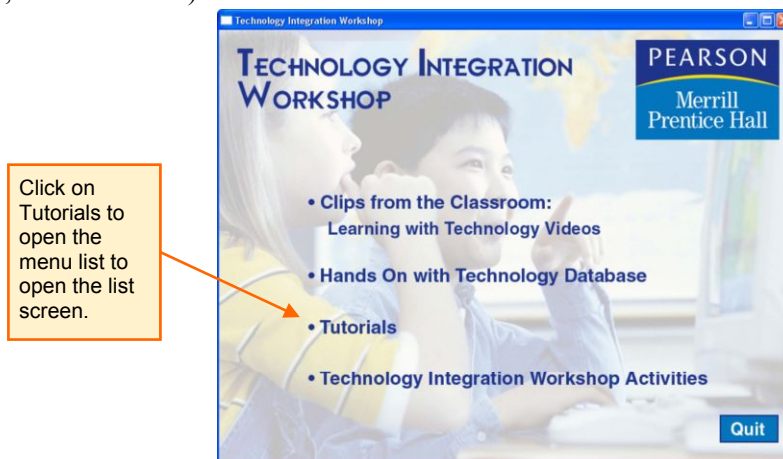 Technology Integration Workshop
TECHNOLOGY INTEGRATION
WORKSHOP
PEARSON
Merrill
Prentice Hall
Click on
Tutorials to
open the
menu list to
open the list
screen.
• Clips from the Classroom:
Learning with Technology Videos
• Hands On with Technology Database
• Tutorials
• Technology Integration Workshop Activities
Quit